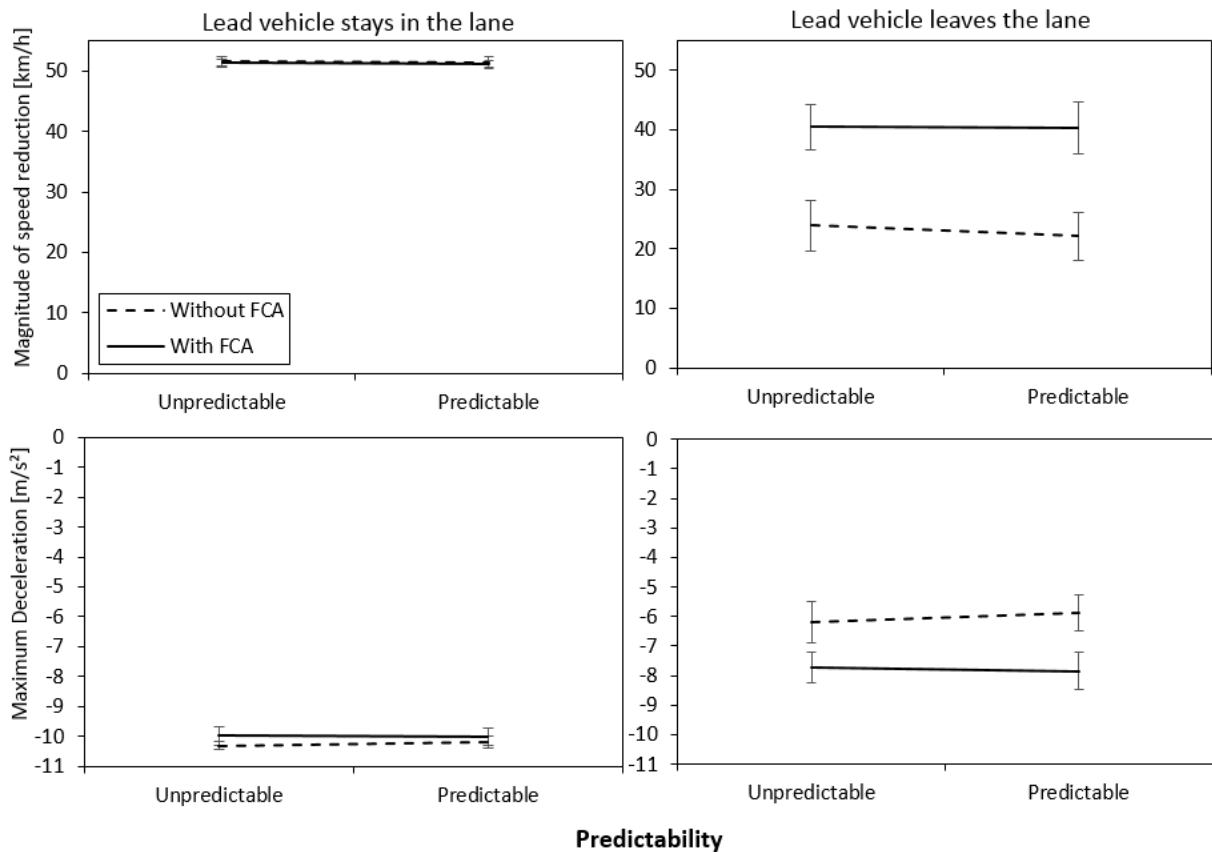 Lead vehicle stays in the lane
Lead vehicle leaves the lane
Magnitude of speed reduction [km/h]
50
40
30
20
10
0
Without FCA
With FCA
Unpredictable
Predictable
50
40
30
20
10
0
Unpredictable
Predictable
Maximum Deceleration [m/s²]
0
-1
-2
-3
-4
-5
-6
-7
-8
-9
-10
-11
Unpredictable
Predictable
0
-1
-2
-3
-4
-5
-6
-7
-8
-9
-10
-11
Unpredictable
Predictable
Predictability